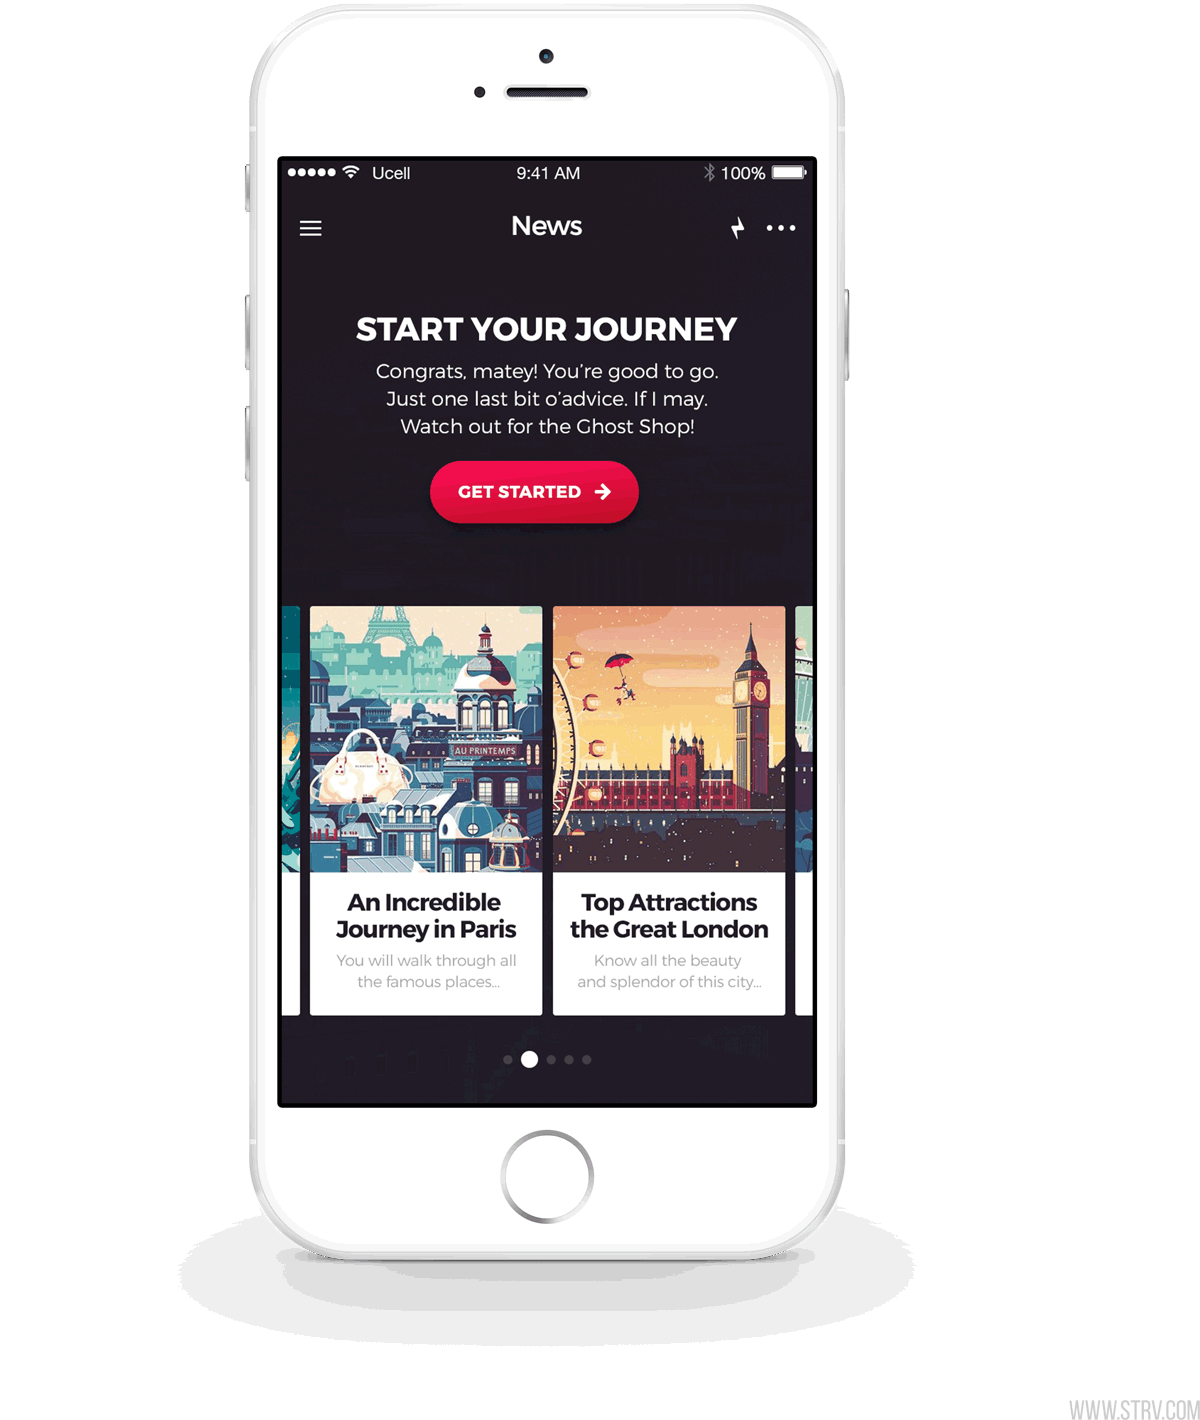 Ucell 9:41 AM 100%
News
START YOUR JOURNEY
Congrats, matey! You’re good to go.
Just one last bit o’advice. If I may.
Watch out for the Ghost Shop!
GET STARTED
AU PRINTEMPS
An Incredible
Journey in Paris
You will walk through all
the famous places...
Top Attractions
the Great London
Know all the beauty
and splendor of this city...
WWW.STRV.COM